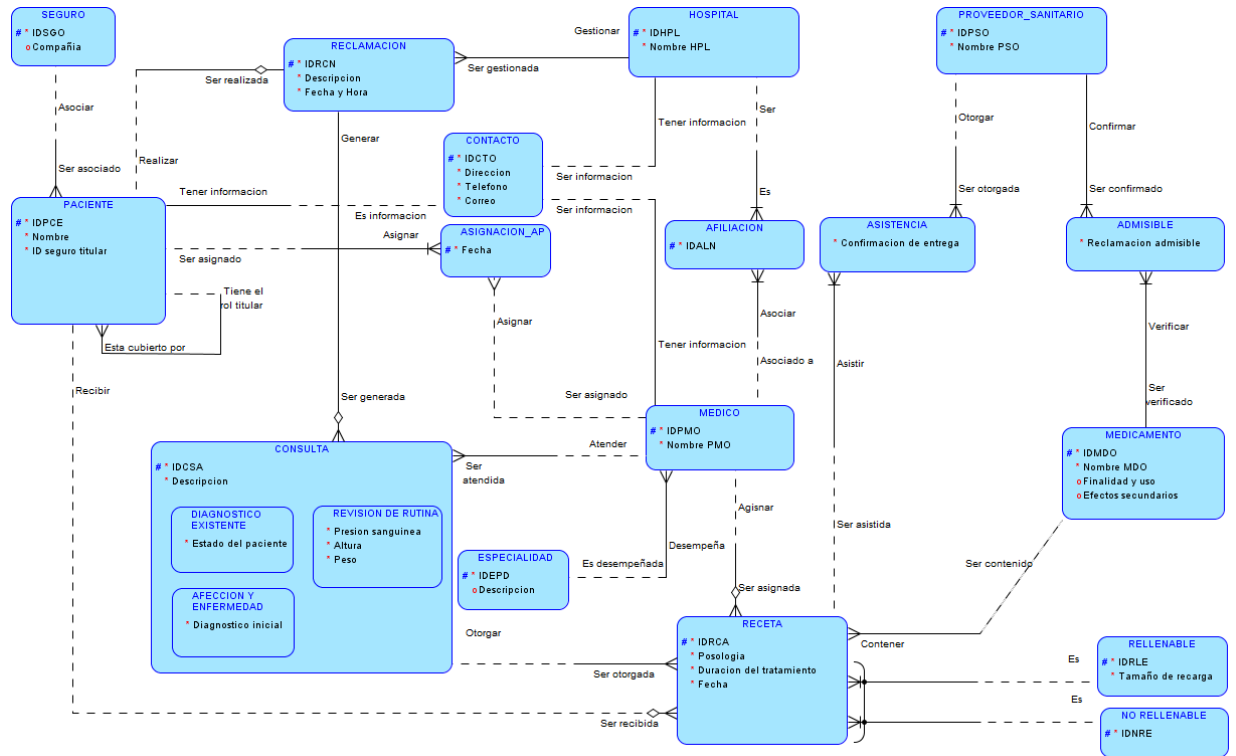 SEGURO
# * IDSGO
o Compañia
HOSPITAL
# * IDHPL
* Nombre HPL
PROVEEDOR_SANITARIO
# * IDPSO
* Nombre PSO
Gestionar
Ser gestionada
RECLAMACION
# * IDRCN
* Descripcion
* Fecha y Hora
Ser realizada
Asociar
Ser asociado
Realizar
Generar
Tener informacion
Ser
Otorgar
Confirmar
CONTACTO
# * IDCTO
* Direccion
* Telefono
* Correo
Ser informacion
Ser informacion
Tener informacion
Es informacion
Es
Ser otorgada
Ser confirmado
PACIENTE
# * IDPCE
* Nombre
* ID seguro titular
Asignar
Ser asignado
ASIGNACION_AP
# * Fecha
AFILIACION
# * IDALN
ASISTENCIA
* Confirmacion de entrega
ADMISIBLE
* Reclamacion admisible
Tiene el
rol titular
Esta cubierto por
Asignar
Asociar
Tener informacion
Asociado a
Asistir
Verificar
Recibir
Ser generada
Ser asignado
Ser
verificado
MEDICO
# * IDPMO
* Nombre PMO
Atender
Ser
atendida
MEDICAMENTO
# * IDMDO
* Nombre MDO
o Finalidad y uso
o Efectos secundarios
CONSULTA
# * IDCSA
* Descripcion
DIAGNOSTICO
EXISTENTE
* Estado del paciente
REVISION DE RUTINA
* Presion sanguinea
* Altura
* Peso
AFECCION Y
ENFERMEDAD
* Diagnostico inicial
Agisnar
Ser asistida
Desempeña
Es desempeñada
ESPECIALIDAD
# * IDEPD
o Descripcion
Ser contenido
Ser asignada
Otorgar
Ser otorgada
RECETA
# * IDRCA
* Posologia
* Duracion del tratamiento
* Fecha
Contener
Ser recibida
Es
RELLENABLE
# * IDRLE
* Tamaño de recarga
Es
NO RELLENABLE
# * IDNRE